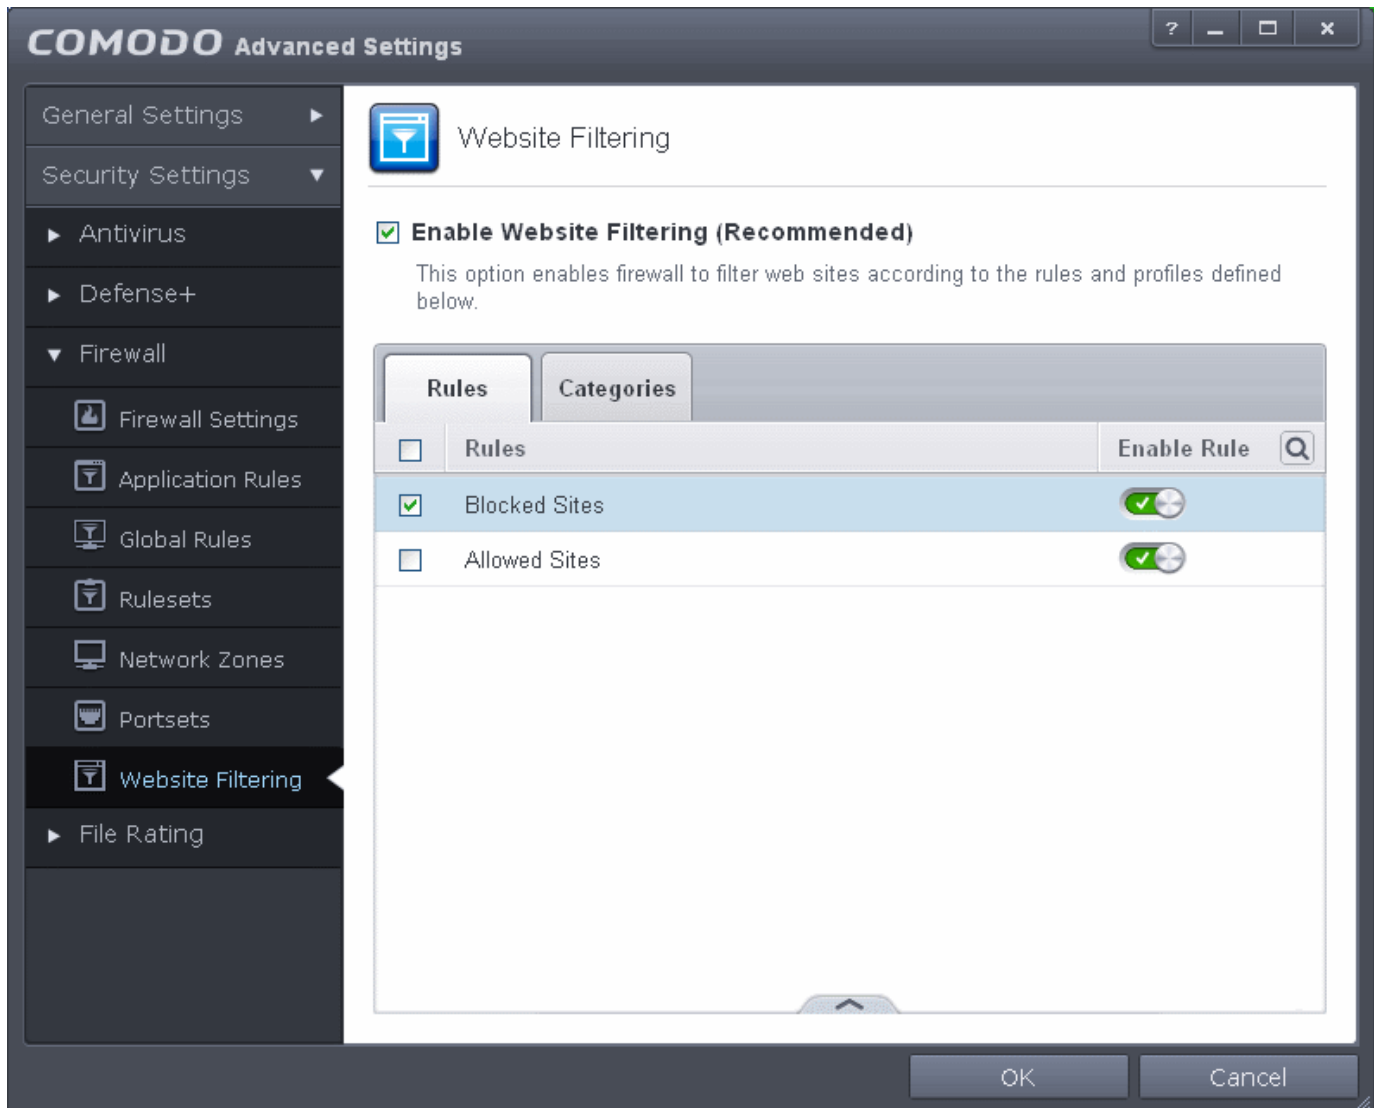 COMODO Advanced Settings
?
General Settings
Security Settings
Antivirus
Defense+
Firewall
Firewall Settings
Application Rules
Global Rules
Rulesets
Network Zones
Portsets
Website Filtering
File Rating
Website Filtering
Enable Website Filtering (Recommended)
This option enables firewall to filter web sites according to the rules and profiles defined
below.
Rules Categories
Rules Enable Rule
Blocked Sites
Allowed Sites
OK Cancel